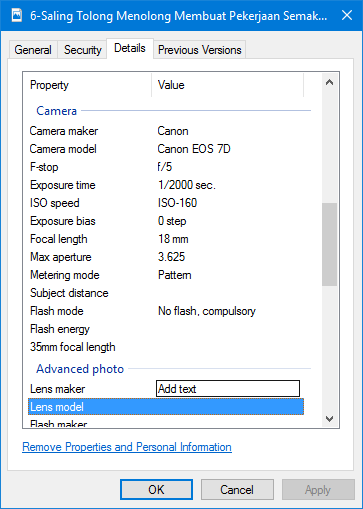 6-Saling Tolong Menolong Membuat Pekerjaan Semak...
General Security Details Previous Versions
Property Value
Camera
Camera maker Canon
Camera model Canon EOS 7D
F-stop f/5
Exposure time 1/2000 sec.
ISO speed ISO-160
Exposure bias 0 step
Focal length 18 mm
Max aperture 3.625
Metering mode Pattern
Subject distance
Flash mode No flash, compulsory
Flash energy
35mm focal length
Advanced photo
Lens maker Add text
Lens model
Flash maker
Remove Properties and Personal Information
OK Cancel Apply